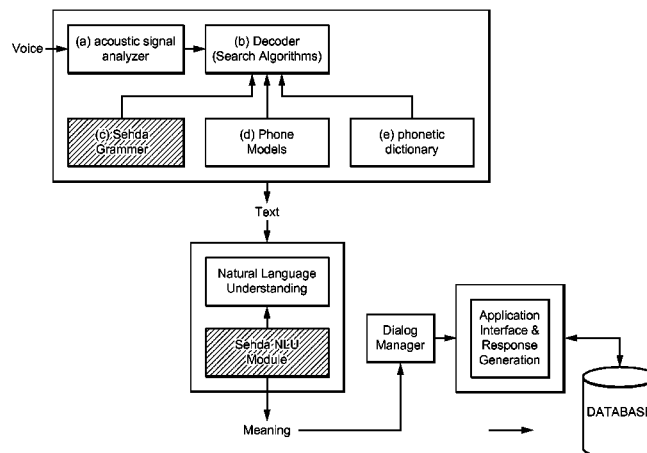 Voice
(a) acoustic signal
analyzer
(b) Decoder
(Search Algorithms)
(c) Sehda
Grammer
(d) Phone
Models
(e) phonetic
dictionary
Text
Natural Language
Understanding
Sehda NLU
Module
Dialog
Manager
Application
Interface &
Response
Generation
Meaning
DATABASE